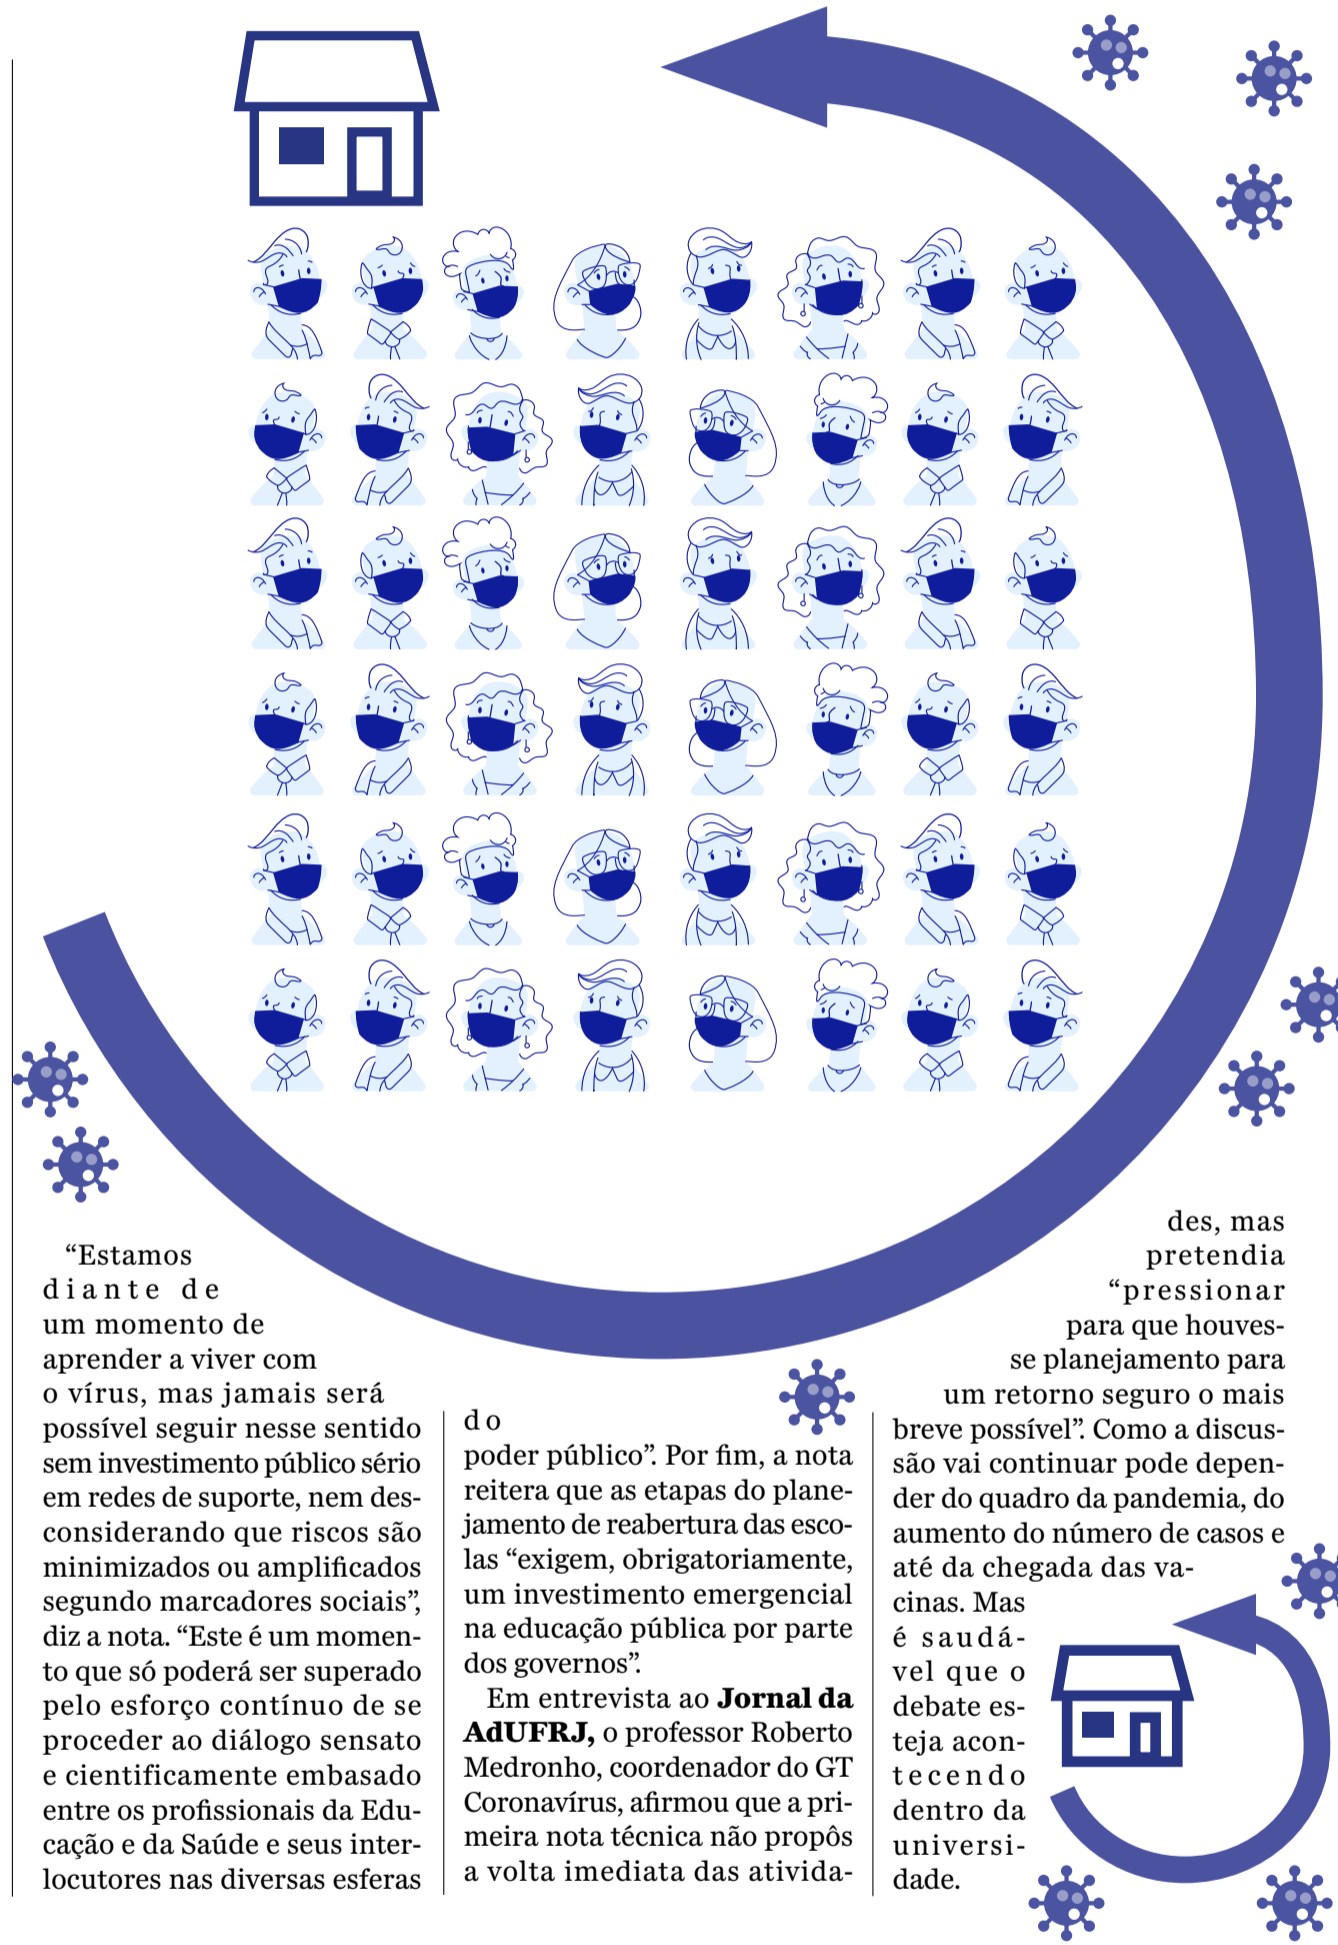 “Estamos
diante de
um momento de
aprender a viver com
o vírus, mas jamais será
possível seguir nesse sentido
sem investimento público sério
em redes de suporte, nem des-
considerando que riscos são
minimizados ou amplificados
segundo marcadores sociais”,
diz a nota. “Este é um momen-
to que só poderá ser superado
pelo esforço contínuo de se
proceder ao diálogo sensato
e cientificamente embasado
entre os profissionais da Edu-
cação e da Saúde e seus inter-
locutores nas diversas esferas
do
poder público”. Por fim, a nota
reitera que as etapas do plane-
jamento de reabertura das esco-
las “exigem, obrigatoriamente,
um investimento emergencial
na educação pública por parte
dos governos”.
Em entrevista ao Jornal da
AdUFRJ, o professor Roberto
Medronho, coordenador do GT
Coronavírus, afirmou que a pri-
meira nota técnica não propôs
a volta imediata das ativida-
des, mas
pretendia
“pressionar
para que houves-
se planejamento para
um retorno seguro o mais
breve possível”. Como a discus-
são vai continuar pode depen-
der do quadro da pandemia, do
aumento do número de casos e
até da chegada das va-
cinas. Mas
é saudá-
vel que o
debate es-
teja acon-
tecendo
dentro da
universi-
dade.